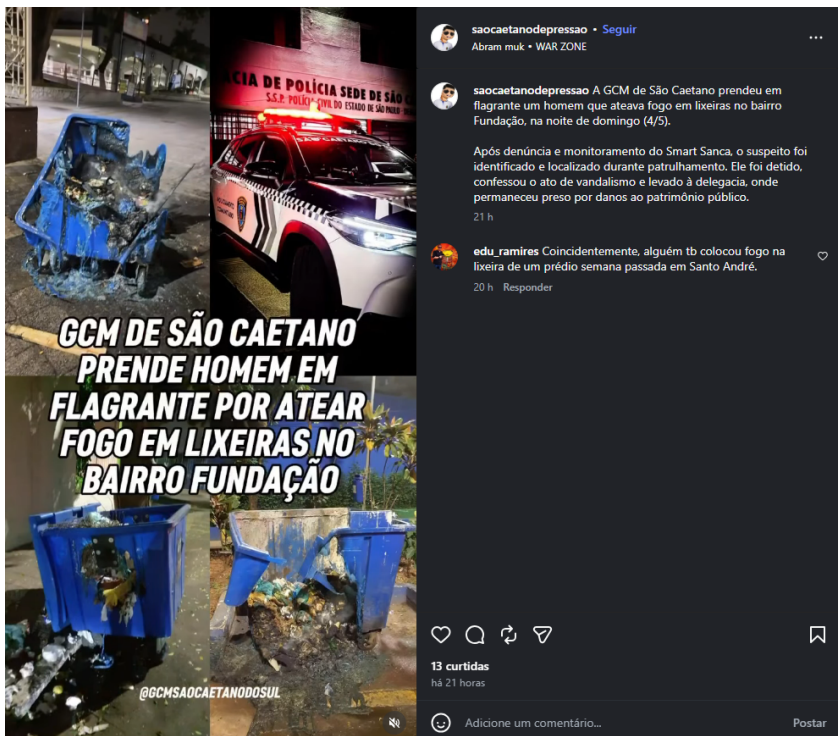 CIA DE POLÍCIA SEDE DE SÃO CA
S.S.P. POLÍCIA CIVIL DO ESTADO DE SÃO PAULO
GCM DE SÃO CAETANO
PRENDE HOMEM EM
FLAGRANTE POR ATEAR
FOGO EM LIXEIRAS NO
BAIRRO FUNDAÇÃO
@GCMSAOCAETANODOSUL
saocaetanodepressao • Seguir
Abram muk • WAR ZONE
saocaetanodepressao A GCM de São Caetano prendeu em
flagrante um homem que ateava fogo em lixeiras no bairro
Fundação, na noite de domingo (4/5).
Após denúncia e monitoramento do Smart Sanca, o suspeito foi
identificado e localizado durante patrulhamento. Ele foi detido,
confessou o ato de vandalismo e levado à delegacia, onde
permaneceu preso por danos ao patrimônio público.
21 h
edu_ramires Coincidentemente, alguém tb colocou fogo na
lixeira de um prédio semana passada em Santo André.
20 h Responder
13 curtidas
há 21 horas
Adicione um comentário...
Postar